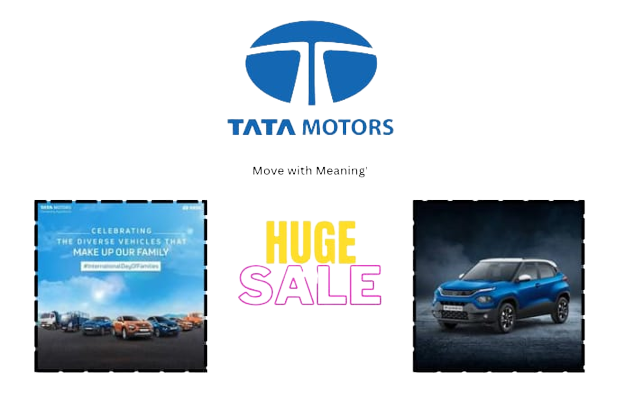 TATA MOTORS
Move with Meaning'
TATA MOTORS
CELEBRATING
THE DIVERSE VEHICLES THAT
MAKE UP OUR FAMILY
#InternationalDayOfFamilies
HUGE
SALE